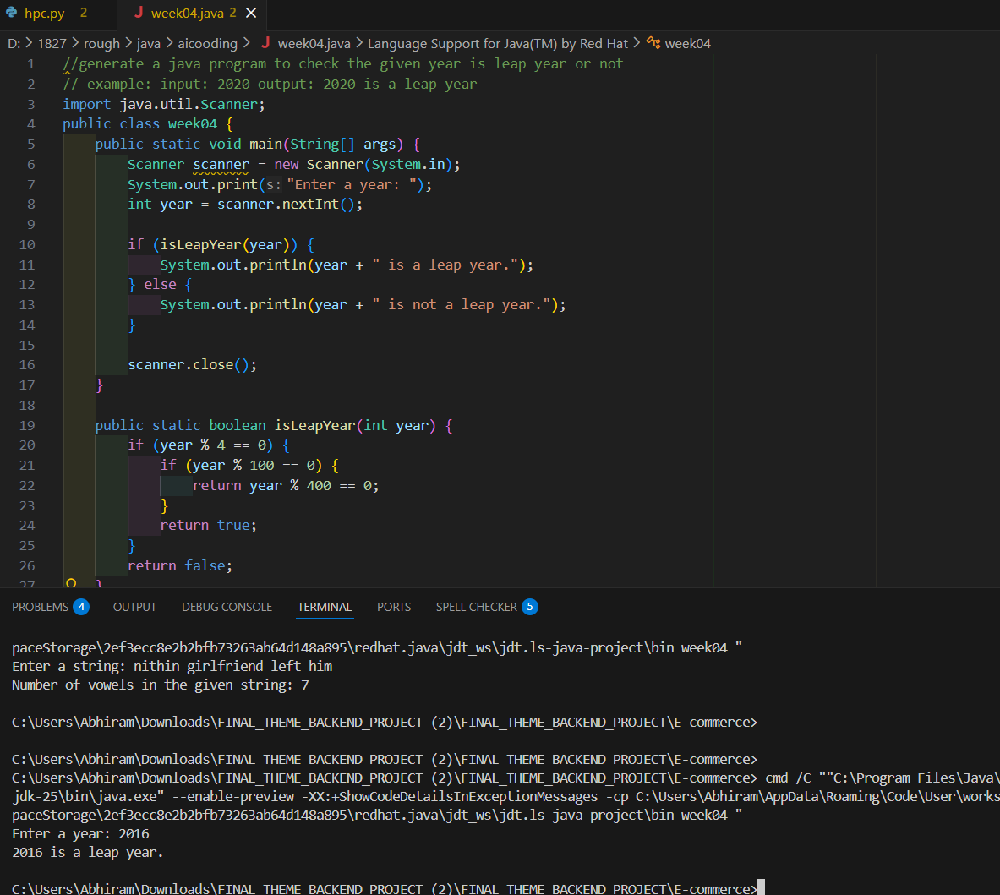 hpc.py 2 J week04.java 2 ×
D: > 1827 > rough > java > aicooding > J week04.java > Language Support for Java(TM) by Red Hat > week04
1 //generate a java program to check the given year is leap year or not
2 // example: input: 2020 output: 2020 is a leap year
3 import java.util.Scanner;
4 public class week04 {
5 public static void main(String[] args) {
6 Scanner scanner = new Scanner(System.in);
7 System.out.print(s: "Enter a year: ");
8 int year = scanner.nextInt();
9
10 if (isLeapYear(year)) {
11 System.out.println(year + " is a leap year.");
12 } else {
13 System.out.println(year + " is not a leap year.");
14 }
15
16 scanner.close();
17 }
18
19 public static boolean isLeapYear(int year) {
20 if (year % 4 == 0) {
21 if (year % 100 == 0) {
22 return year % 400 == 0;
23 }
24 return true;
25 }
26 return false;
27 }
PROBLEMS 4 OUTPUT DEBUG CONSOLE TERMINAL PORTS SPELL CHECKER 5
paceStorage\2ef3ecc8e2b2bfb73263ab64d148a895\redhat.java\jdt_ws\jdt.ls-java-project\bin week04 "
Enter a string: nithin girlfriend left him
Number of vowels in the given string: 7
C:\Users\Abhiram\Downloads\FINAL_THEME_BACKEND_PROJECT (2)\FINAL_THEME_BACKEND_PROJECT\E-commerce>
C:\Users\Abhiram\Downloads\FINAL_THEME_BACKEND_PROJECT (2)\FINAL_THEME_BACKEND_PROJECT\E-commerce>
C:\Users\Abhiram\Downloads\FINAL_THEME_BACKEND_PROJECT (2)\FINAL_THEME_BACKEND_PROJECT\E-commerce> cmd /C ""C:\Program Files\Java\
jdk-25\bin\java.exe" --enable-preview -XX:+ShowCodeDetailsInExceptionMessages -cp C:\Users\Abhiram\AppData\Roaming\Code\User\works
paceStorage\2ef3ecc8e2b2bfb73263ab64d148a895\redhat.java\jdt_ws\jdt.ls-java-project\bin week04 "
Enter a year: 2016
2016 is a leap year.
C:\Users\Abhiram\Downloads\FINAL_THEME_BACKEND_PROJECT (2)\FINAL_THEME_BACKEND_PROJECT\E-commerce>